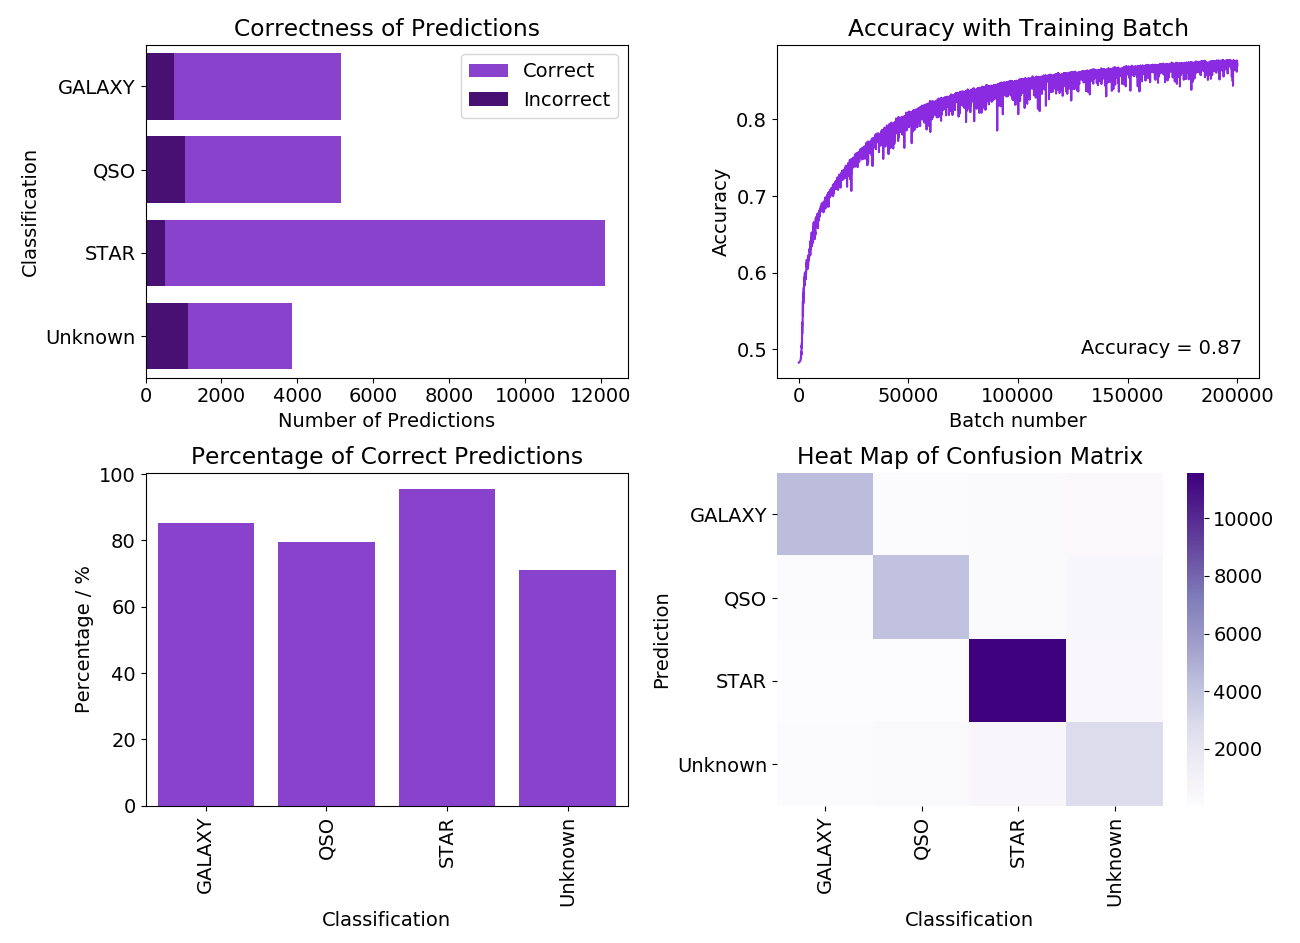 Correctness of Predictions
Correct
Incorrect
GALAXY
QSO
STAR
Unknown
Classification
0 2000 4000 6000 8000 10000 12000
Number of Predictions
Accuracy with Training Batch
0.8
0.7
0.6
0.5
Accuracy
Accuracy = 0.87
0 50000 100000 150000 200000
Batch number
Percentage of Correct Predictions
100
80
60
40
20
0
Percentage / %
GALAXY QSO STAR Unknown
Classification
Heat Map of Confusion Matrix
GALAXY
QSO
STAR
Unknown
Prediction
GALAXY QSO STAR Unknown
Classification
10000
8000
6000
4000
2000